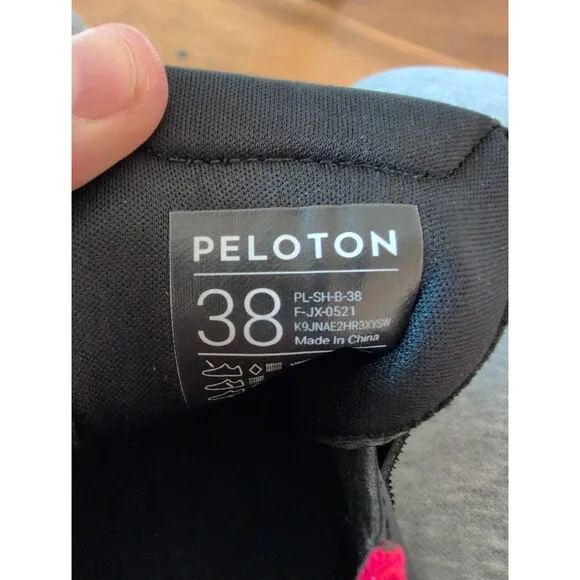 PELOTON
38
PL-SH-B-38
F-JX-0521
K9JNAE2HR3XYSW
Made in China